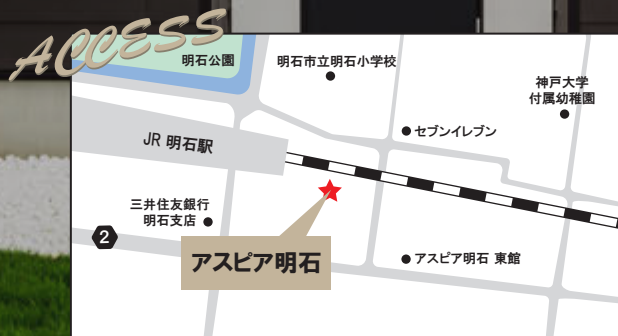 ACCESS
明石公園
明石市立明石小学校
神戸大学
付属幼稚園
セブンイレブン
JR 明石駅
三井住友銀行
明石支店
2
アスピア明石
アスピア明石 東館